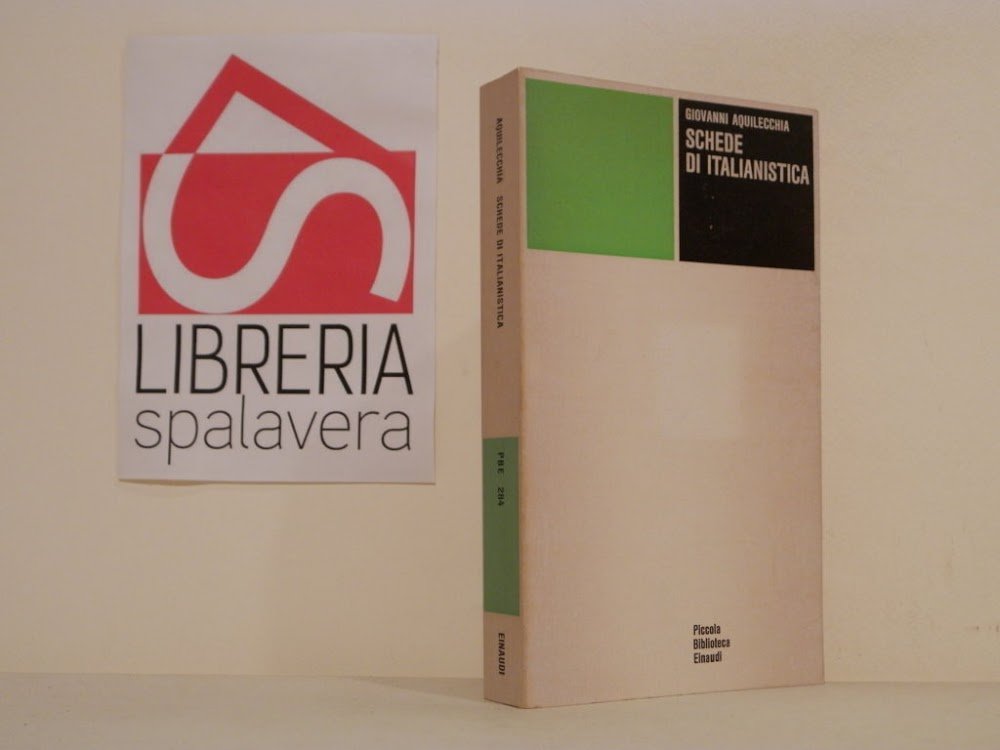 LIBRERIA
spalavera
AQUILECCHIA SCHEDE DI ITALIANISTICA
PBE 284
EINAUDI
GIOVANNI AQUILECCHIA
SCHEDE
DI ITALIANISTICA
Piccola
Biblioteca
Einaudi